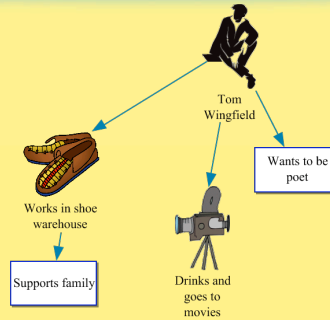 Tom
Wingfield
Wants to be
poet
Works in shoe
warehouse
Supports family
Drinks and
goes to
movies